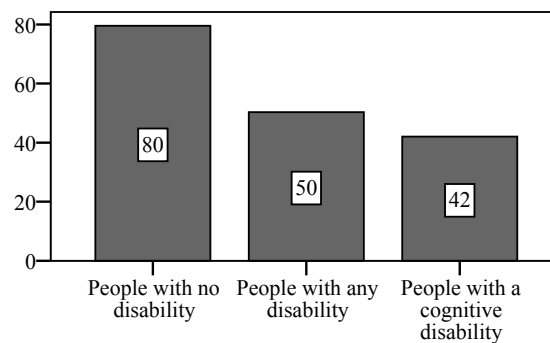 80
60
40
20
0
80
50
42
People with no
disability
People with any
disability
People with a
cognitive
disability